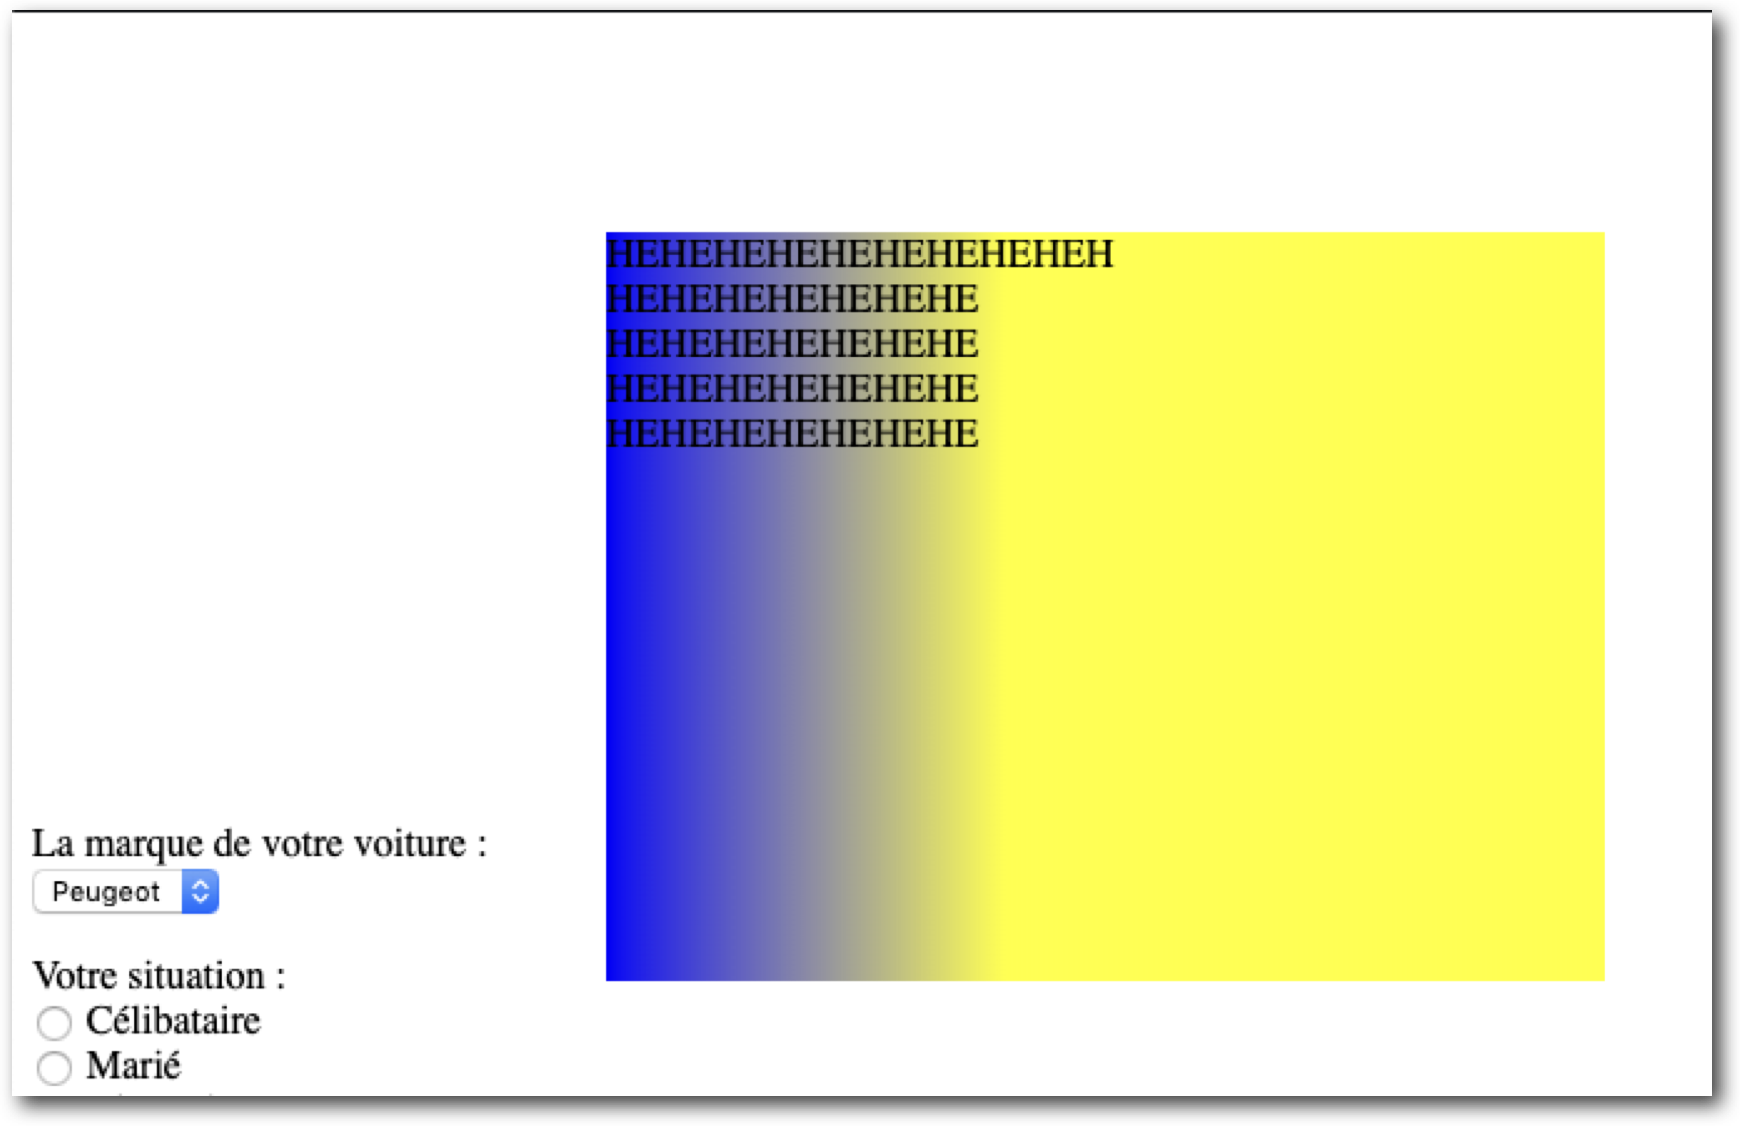 HEHEHEHEHEHEHEHEHEH
HEHEHEHEHEHEHE
HEHEHEHEHEHEHE
HEHEHEHEHEHEHE
HEHEHEHEHEHEHE
La marque de votre voiture :
Peugeot
Votre situation :
Célibataire
Marié